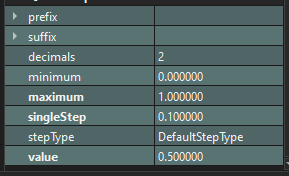 prefix
suffix
decimals 2
minimum 0.000000
maximum 1.000000
singleStep 0.100000
stepType DefaultStepType
value 0.500000